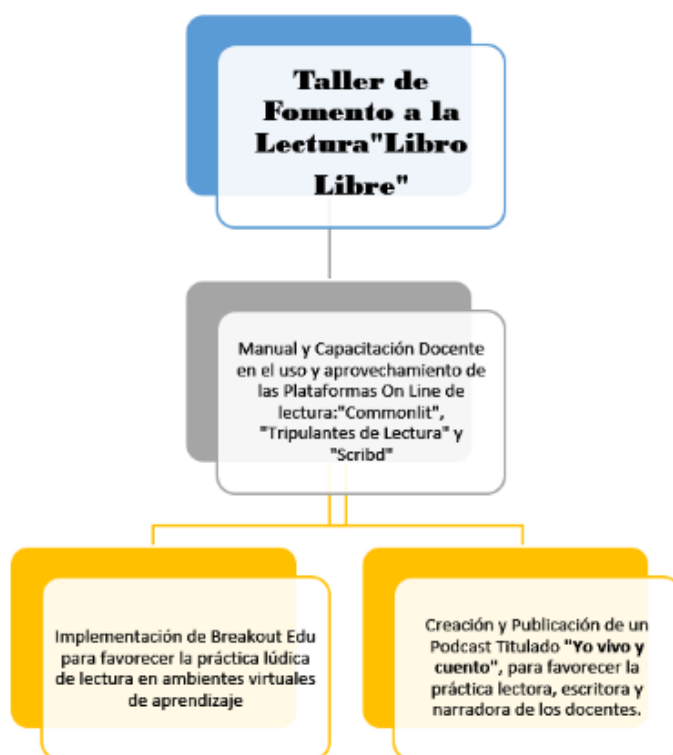 Taller de
Fomento a la
Lectura"Libro
Libre"
Manual y Capacitación Docente
en el uso y aprovechamiento de
las Plataformas On Line de
lectura:"Commonlit",
"Tripulantes de Lectura" y
"Scribd"
Implementación de Breakout Edu
para favorecer la práctica lúdica
de lectura en ambientes virtuales
de aprendizaje
Creación y Publicación de un
Podcast Titulado "Yo vivo y
cuento", para favorecer la
práctica lectora, escritora y
narradora de los docentes.